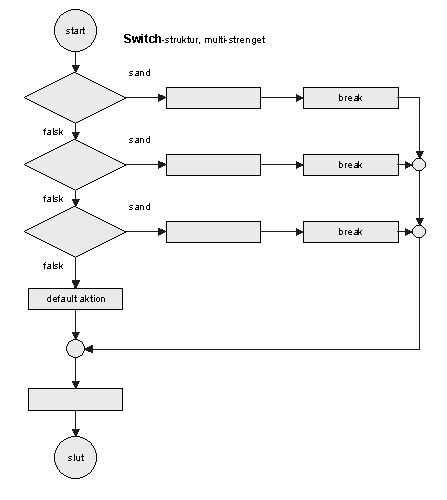 start
Switch-struktur, multi-strenget
sand
break
falsk
sand
break
falsk
sand
break
falsk
default aktion
slut